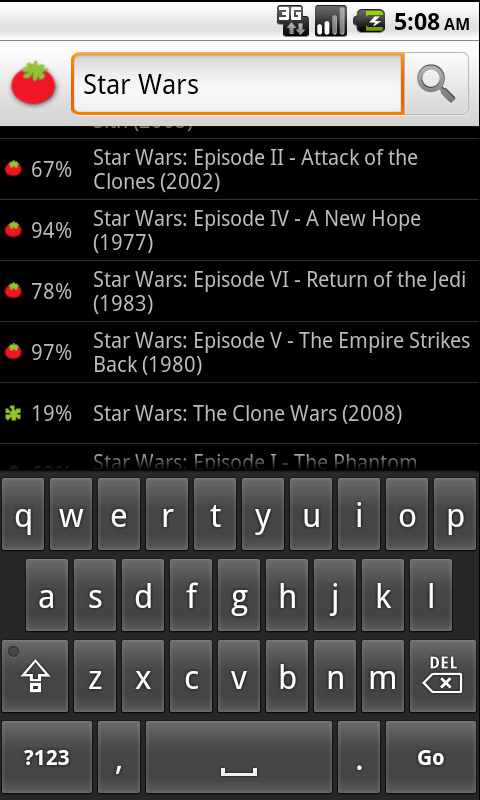 3G
5:08 AM
Star Wars
67% Star Wars: Episode II - Attack of the
Clones (2002)
94% Star Wars: Episode IV - A New Hope
(1977)
78% Star Wars: Episode VI - Return of the Jedi
(1983)
97% Star Wars: Episode V - The Empire Strikes
Back (1980)
19% Star Wars: The Clone Wars (2008)
Star Wars: Episode I - The Phantom
q w e r t y u i o p
a s d f g h j k l
z x c v b n m DEL
?123 , . Go